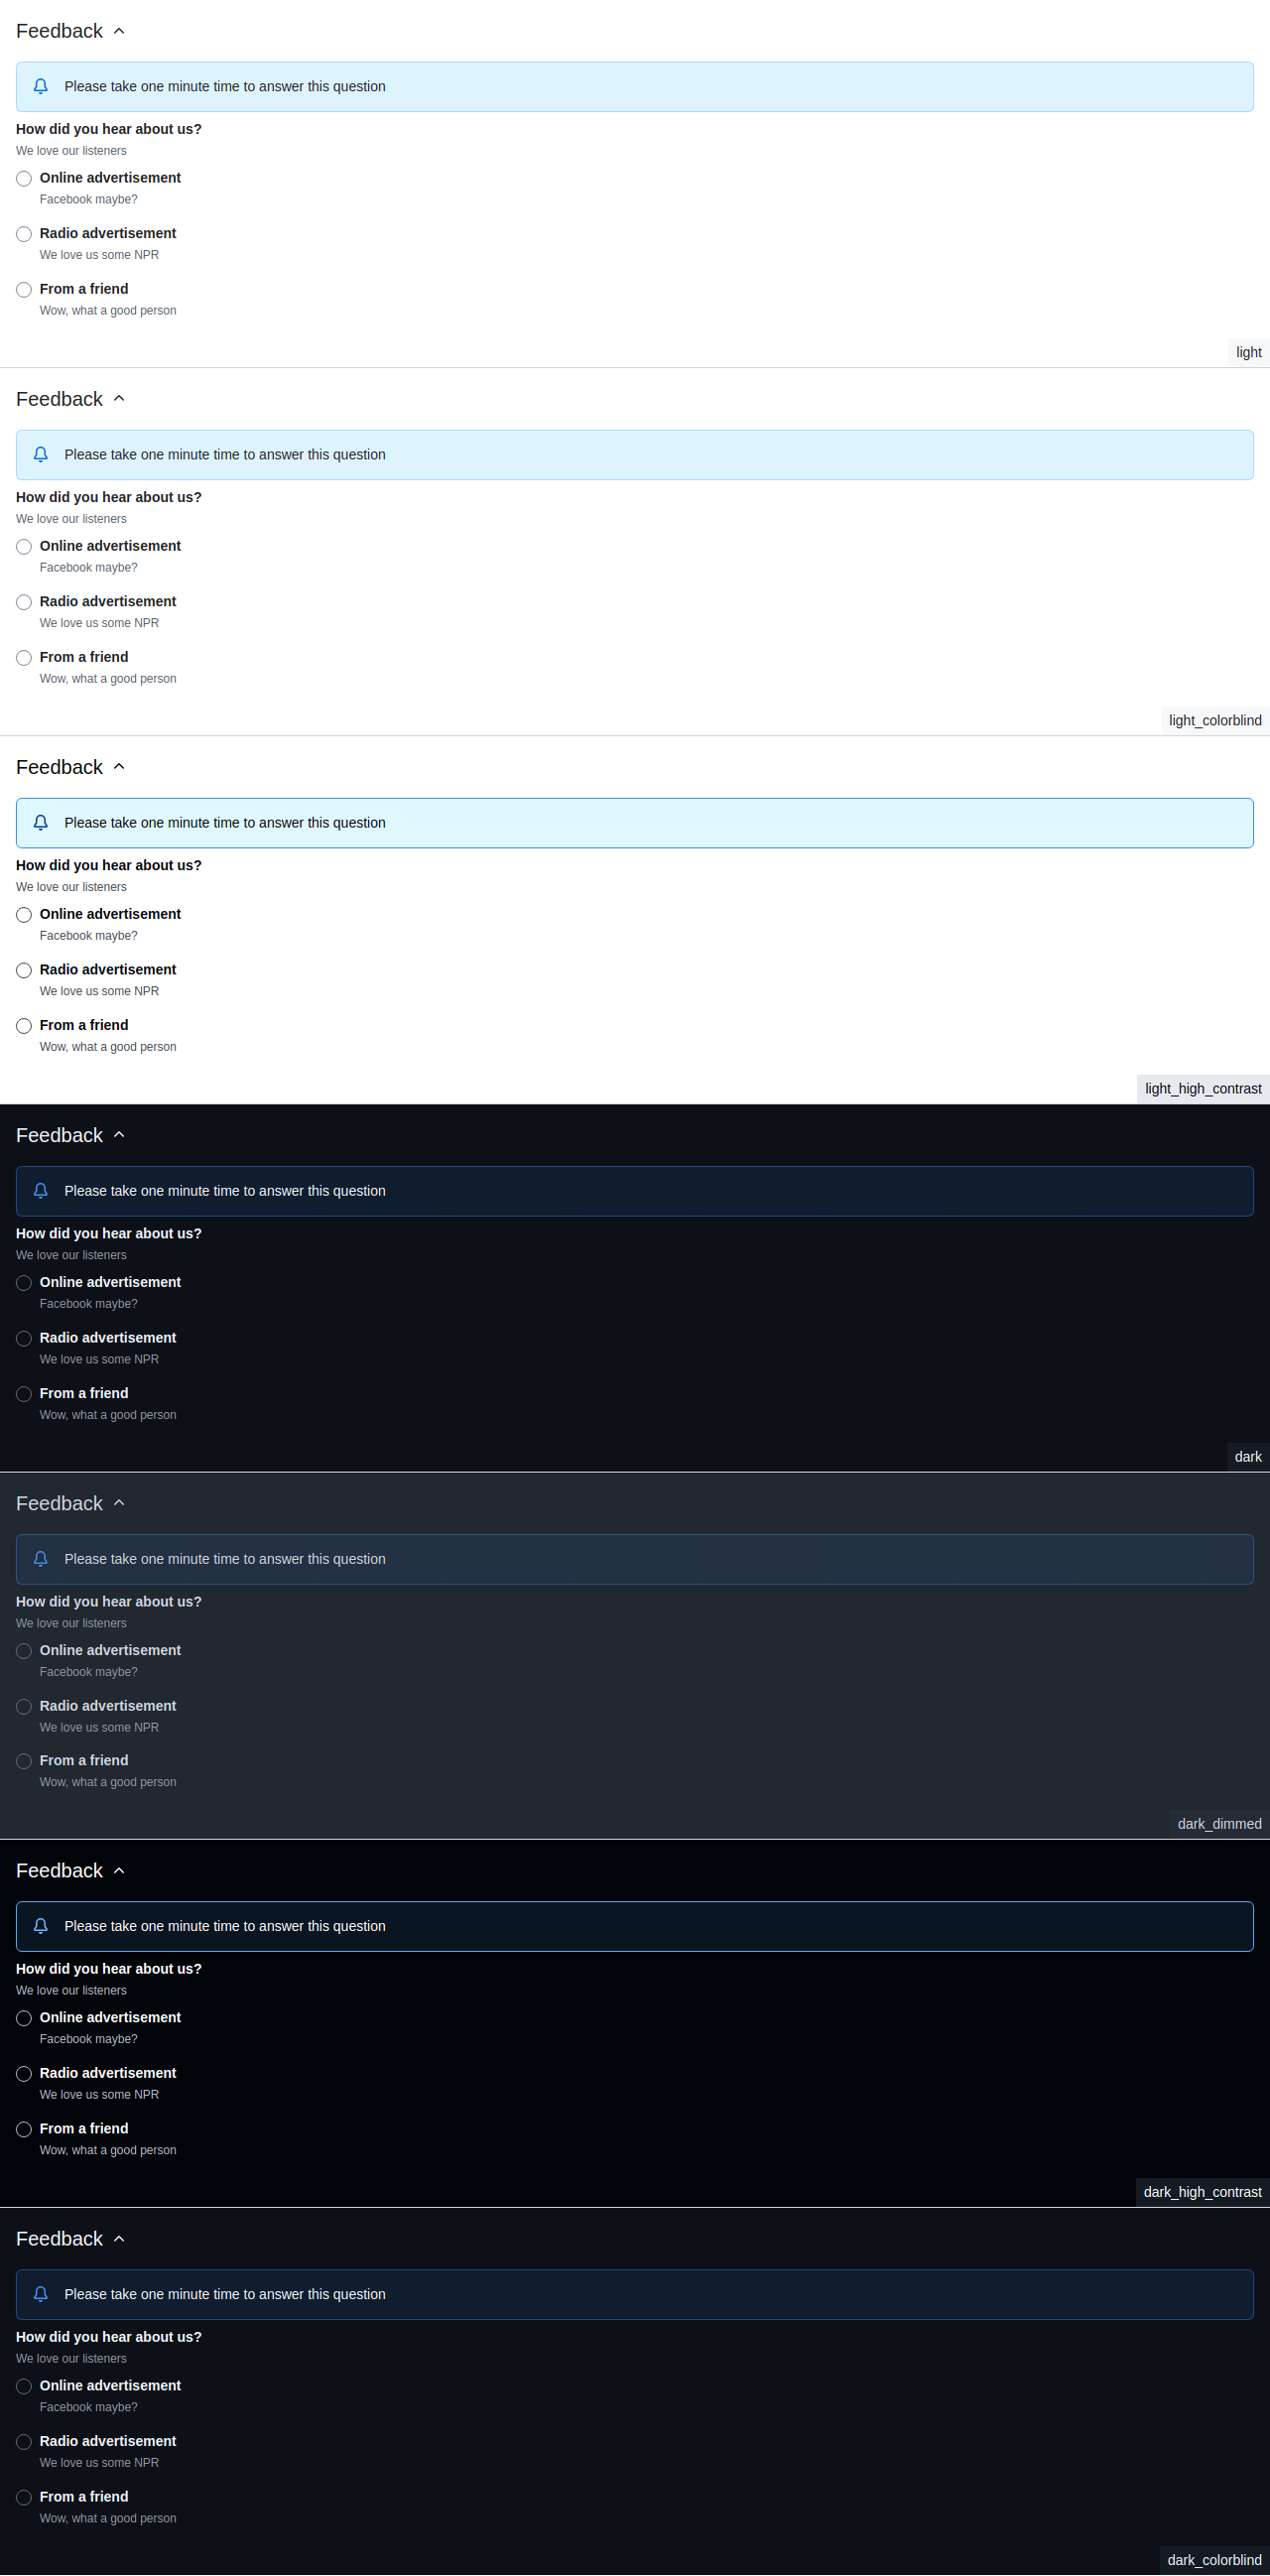 Feedback
Please take one minute time to answer this question
How did you hear about us?
We love our listeners
Online advertisement
Facebook maybe?
Radio advertisement
We love us some NPR
From a friend
Wow, what a good person
light
Feedback
Please take one minute time to answer this question
How did you hear about us?
We love our listeners
Online advertisement
Facebook maybe?
Radio advertisement
We love us some NPR
From a friend
Wow, what a good person
light_colorblind
Feedback
Please take one minute time to answer this question
How did you hear about us?
We love our listeners
Online advertisement
Facebook maybe?
Radio advertisement
We love us some NPR
From a friend
Wow, what a good person
light_high_contrast
Feedback
Please take one minute time to answer this question
How did you hear about us?
We love our listeners
Online advertisement
Facebook maybe?
Radio advertisement
We love us some NPR
From a friend
Wow, what a good person
dark
Feedback
Please take one minute time to answer this question
How did you hear about us?
We love our listeners
Online advertisement
Facebook maybe?
Radio advertisement
We love us some NPR
From a friend
Wow, what a good person
dark_dimmed
Feedback
Please take one minute time to answer this question
How did you hear about us?
We love our listeners
Online advertisement
Facebook maybe?
Radio advertisement
We love us some NPR
From a friend
Wow, what a good person
dark_high_contrast
Feedback
Please take one minute time to answer this question
How did you hear about us?
We love our listeners
Online advertisement
Facebook maybe?
Radio advertisement
We love us some NPR
From a friend
Wow, what a good person
dark_colorblind